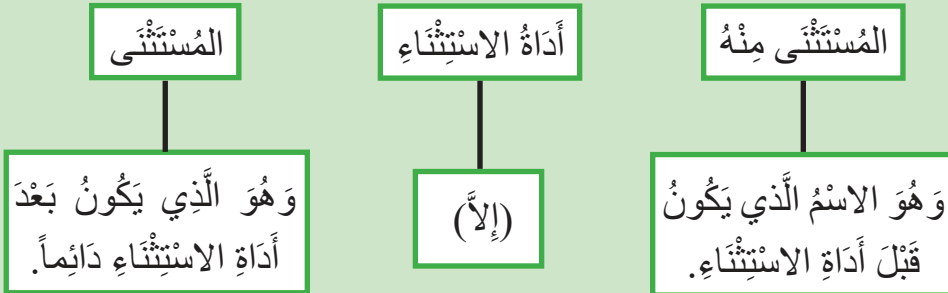 المُسْتَثْنَى مِنْهُ
أَدَاةُ الاسْتِثْنَاءِ
المُسْتَثْنَى
وَهُوَ الاسْمُ الَّذي يَكُونُ
قَبْلَ أَدَاةِ الاسْتِثْنَاءِ.
(إِلاَّ)
وَهُوَ الَّذِي يَكُونُ بَعْدَ
أَدَاةِ الاسْتِثْنَاءِ دَائِماً.